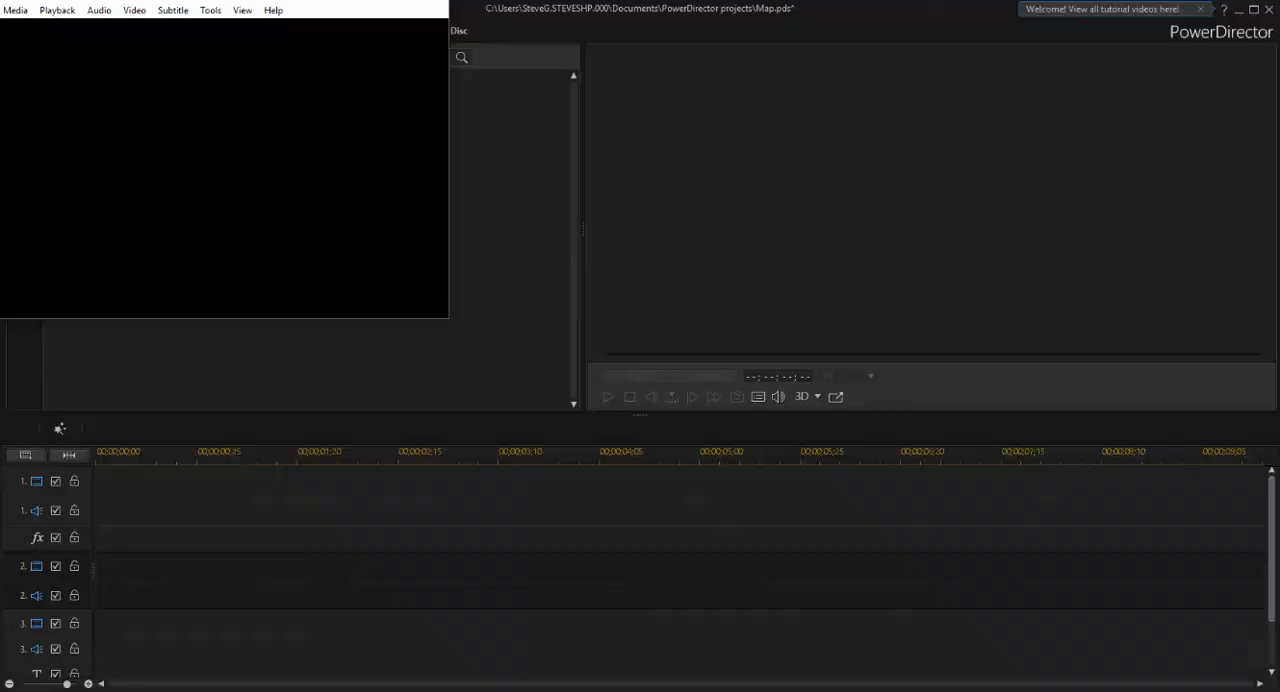 Media Playback Audio Video Subtitle Tools View Help
C:\Users\SteveG.STEVESHP.000\Documents\PowerDirector projects\Map.pds*
Welcome! View all tutorial videos here!
?
Disc
PowerDirector
--;--;--;--
3D
00;00;00;00 00;00;00;25 00;00;01;20 00;00;02;15 00;00;03;10 00;00;04;05 00;00;05;00 00;00;05;25 00;00;06;20 00;00;07;15 00;00;08;10 00;00;09;05
1.
1.
fx
2.
2.
3.
3.
T